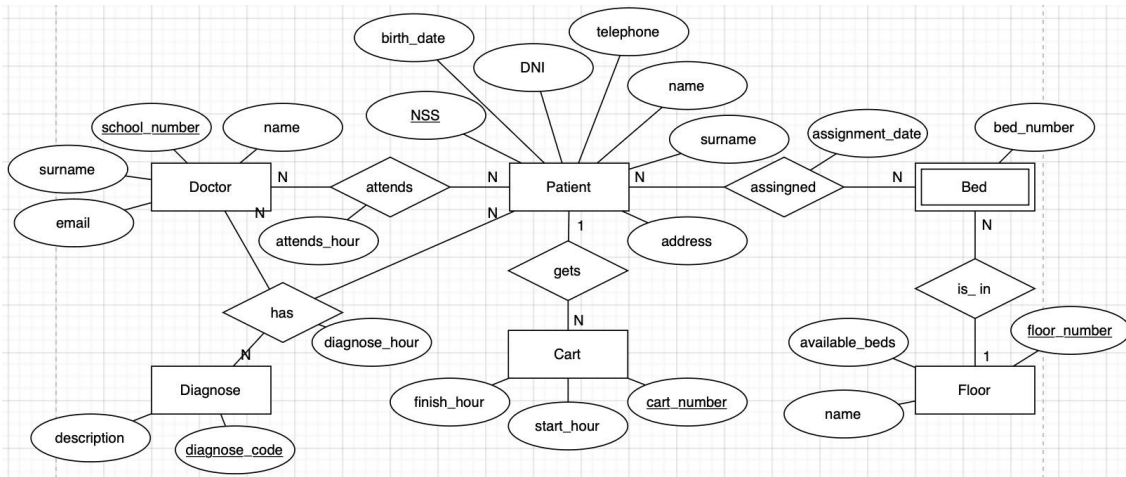 telephone
birth_date
DNI
name
NSS
school_number
name
surname
assignment_date
bed_number
surname
Doctor
N
attends
N
Patient
N
assingned
N
Bed
email
N
attends_hour
N
1
address
N
gets
is_ in
has
diagnose_hour
N
available_beds
floor_number
N
Cart
1
Diagnose
finish_hour
start_hour
cart_number
name
Floor
description
diagnose_code